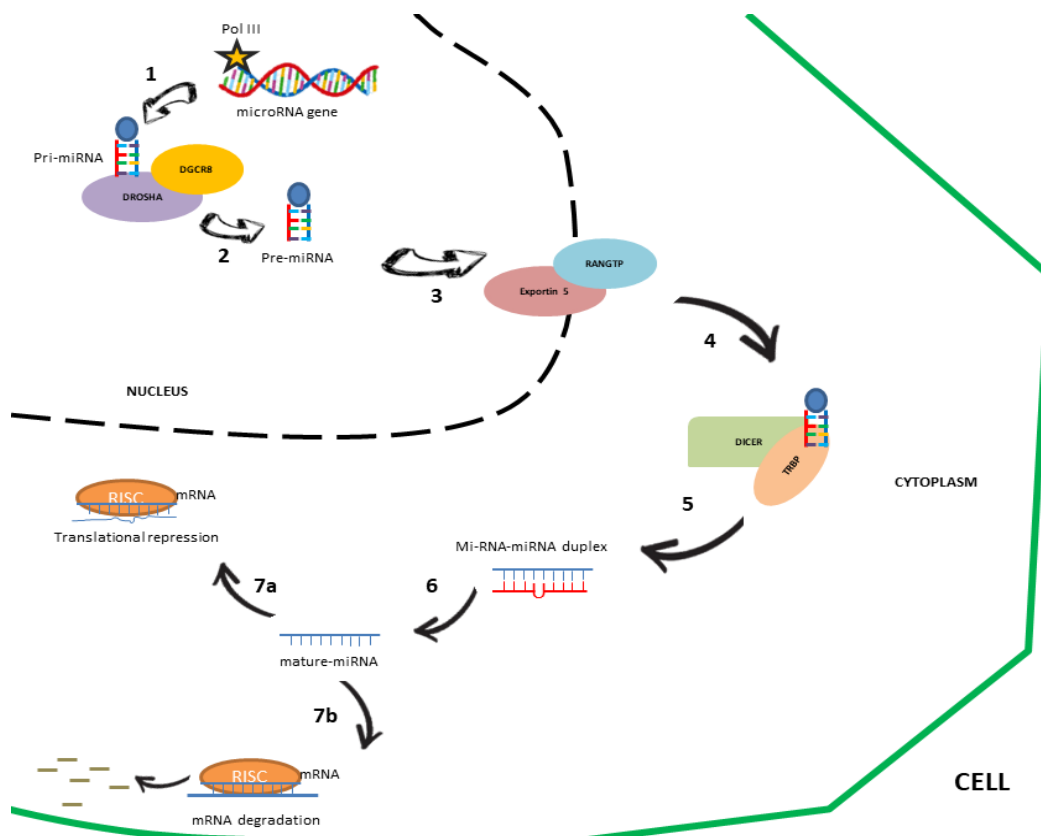 Pol III
1
microRNA gene
Pri-miRNA
DGCR8
DROSHA
2
Pre-miRNA
3
RANGTP
Exportin 5
4
NUCLEUS
DICER
TRBP
CYTOPLASM
5
RISC
mRNA
Translational repression
Mi-RNA-miRNA duplex
6
7a
mature-miRNA
7b
RISC
mRNA
mRNA degradation
CELL